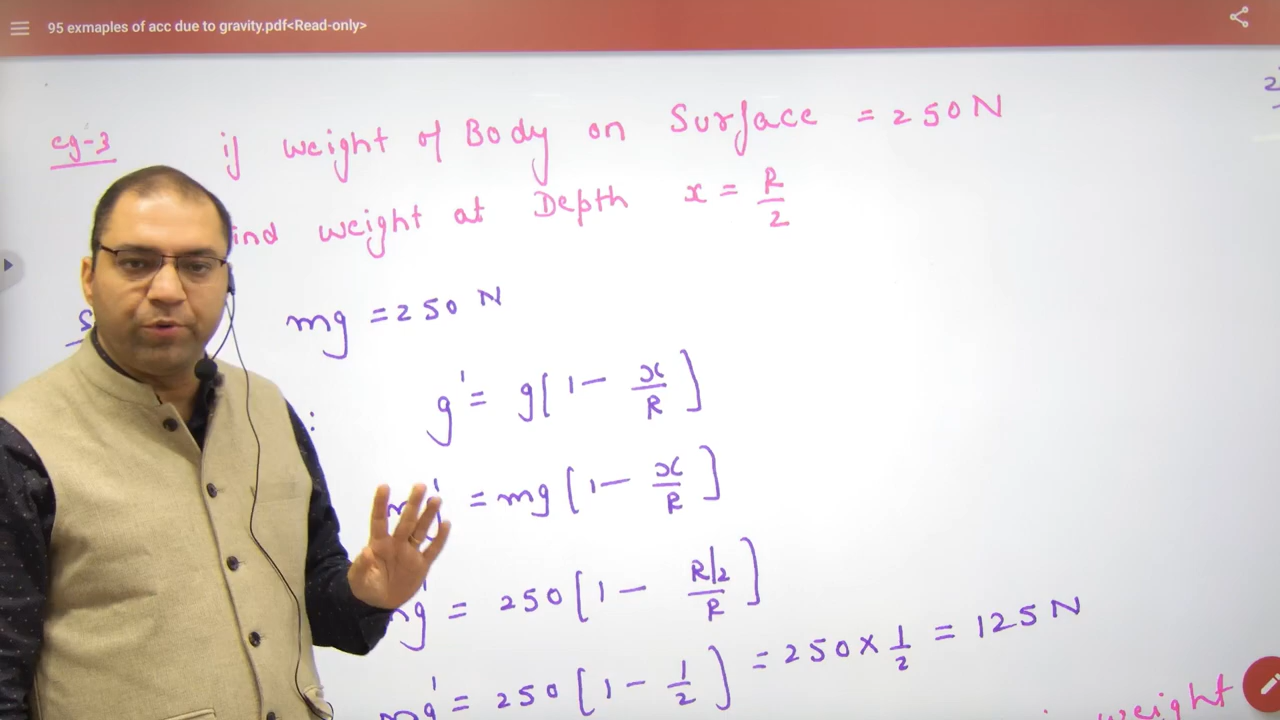 95 exmaples of acc due to gravity.pdf<Read-only>
eg-3 if weight of Body on Surface = 250 N
ind weight at Depth x = R/2
mg = 250 N
g' = g[1 - x/R]
mg' = mg[1 - x/R]
mg' = 250[1 - R/2/R]
mg' = 250[1 - 1/2] = 250 × 1/2 = 125 N
weight